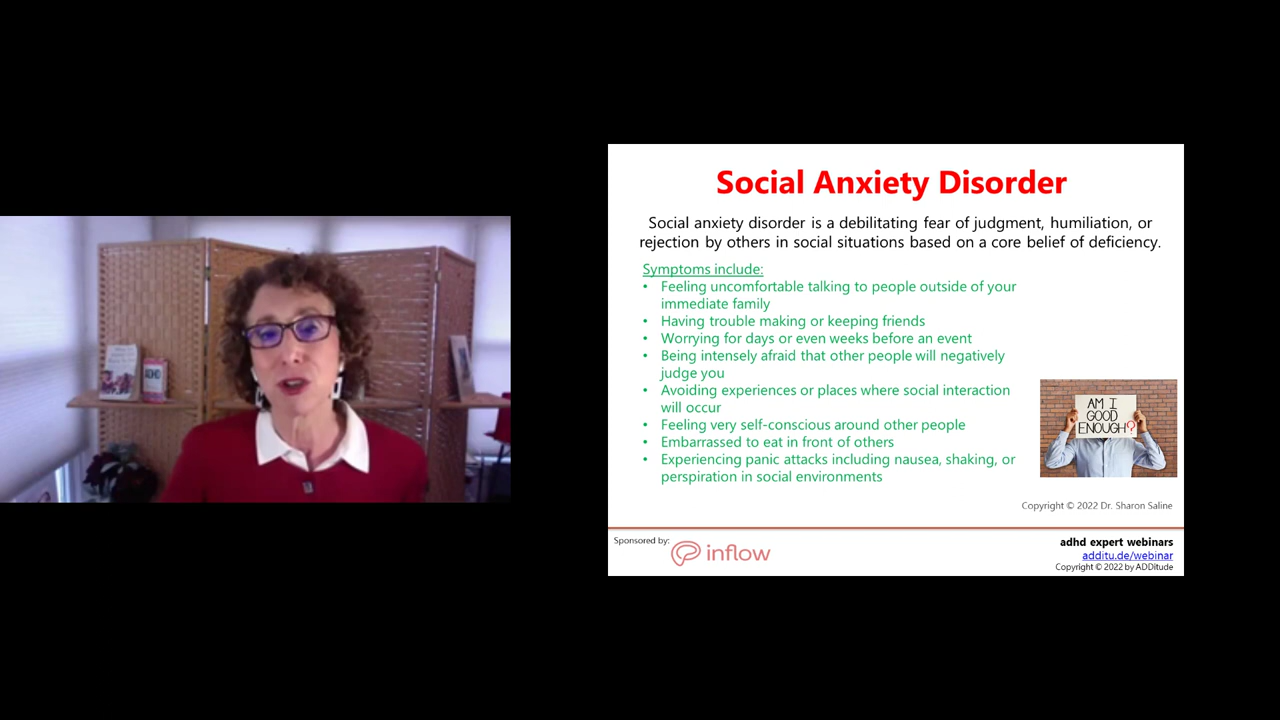 ADHD
Social Anxiety Disorder
Social anxiety disorder is a debilitating fear of judgment, humiliation, or
rejection by others in social situations based on a core belief of deficiency.
Symptoms include:
• Feeling uncomfortable talking to people outside of your
immediate family
• Having trouble making or keeping friends
• Worrying for days or even weeks before an event
• Being intensely afraid that other people will negatively
judge you
• Avoiding experiences or places where social interaction
will occur
• Feeling very self-conscious around other people
• Embarrassed to eat in front of others
• Experiencing panic attacks including nausea, shaking, or
perspiration in social environments
AM I
GOOD
ENOUGH?
Copyright © 2022 Dr. Sharon Saline
Sponsored by:
inflow
adhd expert webinars
additu.de/webinar
Copyright © 2022 by ADDitude